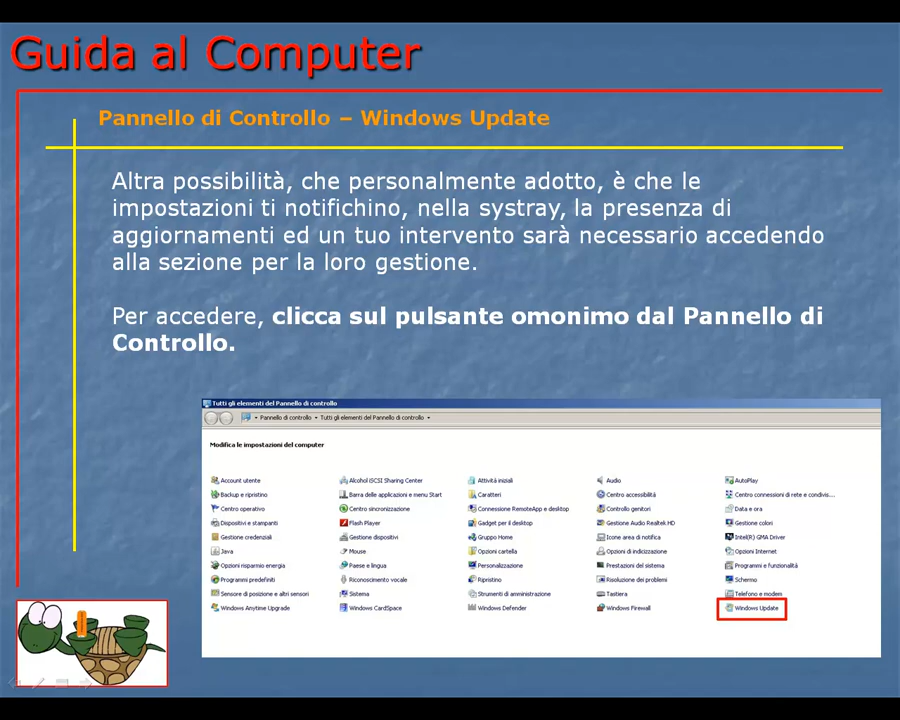 Guida al Computer
Pannello di Controllo – Windows Update
Altra possibilità, che personalmente adotto, è che le
impostazioni ti notifichino, nella systray, la presenza di
aggiornamenti ed un tuo intervento sarà necessario accedendo
alla sezione per la loro gestione.
Per accedere, clicca sul pulsante omonimo dal Pannello di
Controllo.
Tutti gli elementi del Pannello di controllo
Pannello di controllo Tutti gli elementi del Pannello di controllo
Modifica le impostazioni del computer
Account utente Alcohol iSCSI Sharing Center Attività iniziali Audio AutoPlay
Backup e ripristino Barra delle applicazioni e menu Start Caratteri Centro accessibilità Centro connessioni di rete e condivis...
Centro operativo Centro sincronizzazione Connessione RemoteApp e desktop Controllo genitori Data e ora
Dispositivi e stampanti Flash Player Gadget per il desktop Gestione Audio Realtek HD Gestione colori
Gestione credenziali Gestione dispositivi Gruppo Home Icone area di notifica Intel(R) GMA Driver
Java Mouse Opzioni cartella Opzioni di indicizzazione Opzioni Internet
Opzioni risparmio energia Paese e lingua Personalizzazione Prestazioni del sistema Programmi e funzionalità
Programmi predefiniti Riconoscimento vocale Ripristino Risoluzione dei problemi Schermo
Sensore di posizione e altri sensori Sistema Strumenti di amministrazione Tastiera Telefono e modem
Windows Anytime Upgrade Windows CardSpace Windows Defender Windows Firewall Windows Update